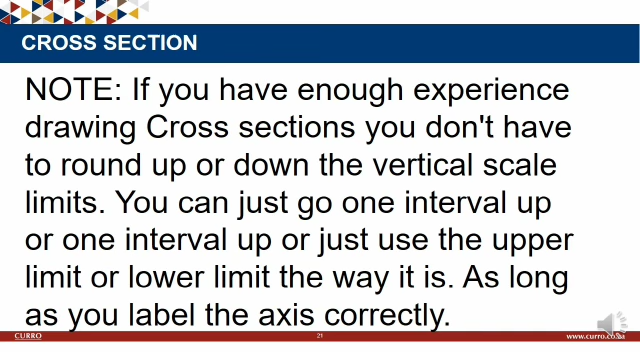 CROSS SECTION
NOTE: If you have enough experience
drawing Cross sections you don't have
to round up or down the vertical scale
limits. You can just go one interval up
or one interval up or just use the upper
limit or lower limit the way it is. As long
as you label the axis correctly.
CURRO
21
www.curro.co.za